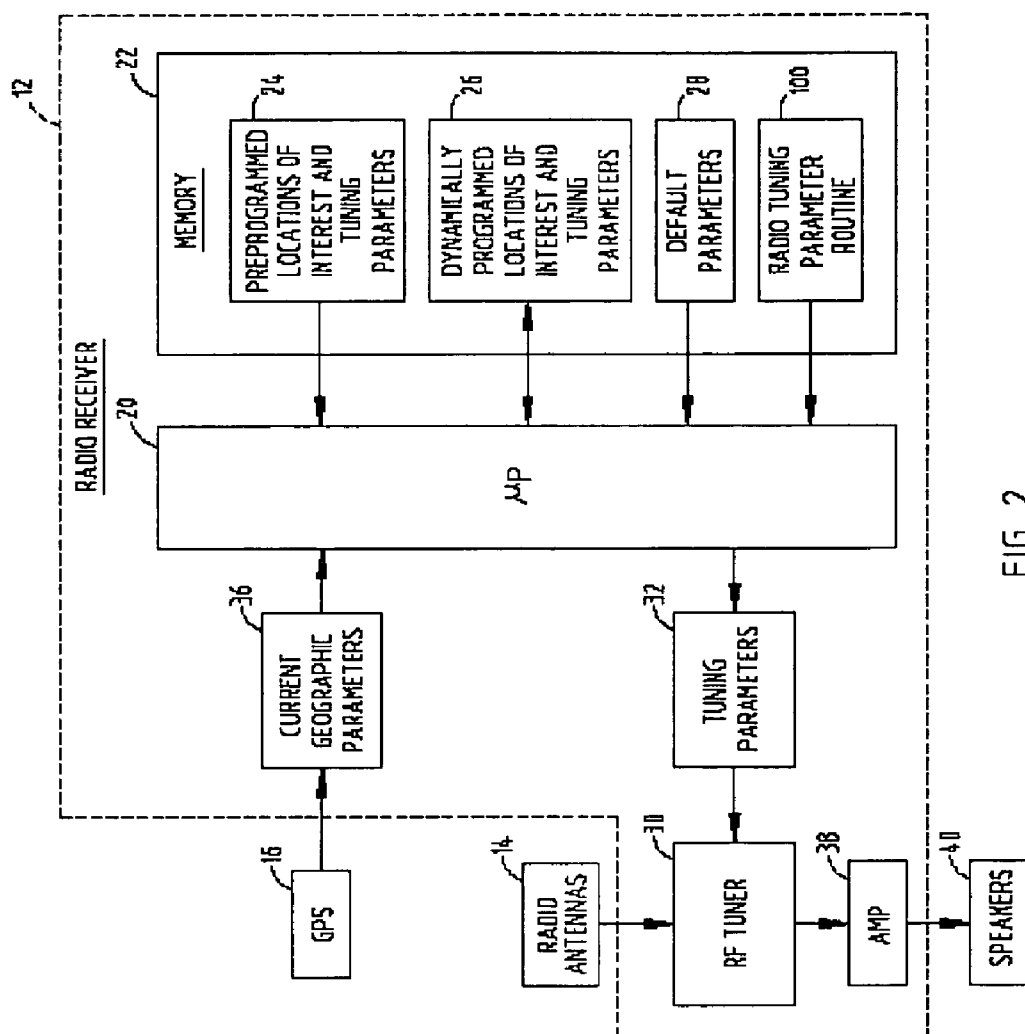 12
RADIO RECEIVER
22
MEMORY
24
PREPROGRAMMED
LOCATIONS OF
INTEREST AND
TUNING
PARAMETERS
26
DYNAMICALLY
PROGRAMMED
LOCATIONS OF
INTEREST AND
TUNING
PARAMETERS
28
DEFAULT
PARAMETERS
100
RADIO TUNING
PARAMETER
ROUTINE
20
μP
36
CURRENT
GEOGRAPHIC
PARAMETERS
32
TUNING
PARAMETERS
16
GPS
14
RADIO
ANTENNAS
30
RF TUNER
38
AMP
40
SPEAKERS
FIG. 2